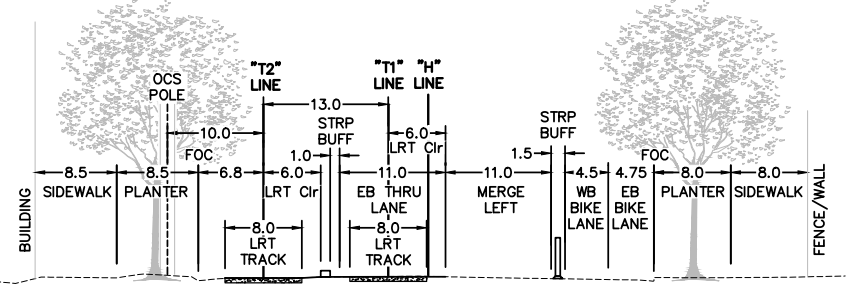 "T2"
LINE
"T1"
LINE
"H"
LINE
OCS
POLE
13.0
10.0
STRP
BUFF
6.0
LRT Clr
STRP
BUFF
FOC
1.0
1.5
FOC
8.5
8.5
6.8
6.0
11.0
11.0
4.5
4.75
8.0
8.0
SIDEWALK
PLANTER
LRT Clr
EB THRU
LANE
MERGE
LEFT
WB
BIKE
LANE
EB
BIKE
LANE
PLANTER
SIDEWALK
BUILDING
8.0
LRT
TRACK
8.0
LRT
TRACK
FENCE/WALL